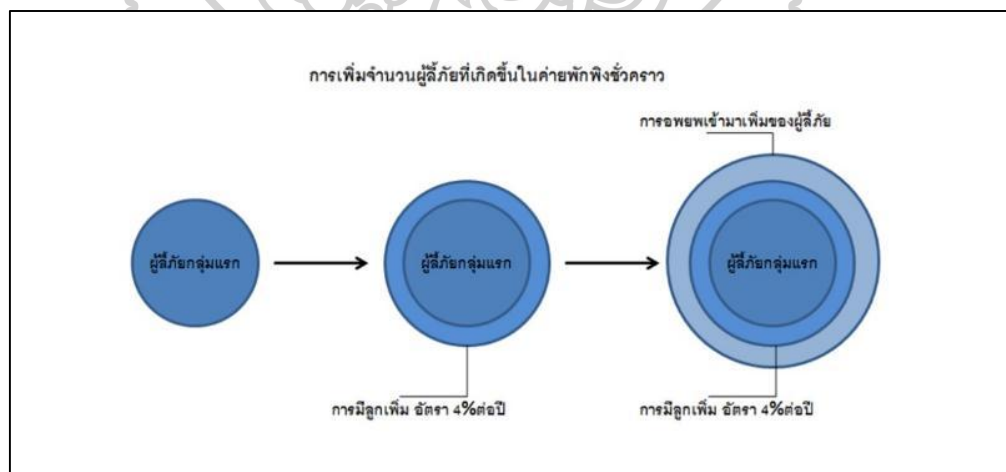 การเพิ่มจำนวนผู้ลี้ภัยที่เกิดขึ้นในค่ายพักพิงชั่วคราว
การอพยพเข้ามาเพิ่มของผู้ลี้ภัย
ผู้ลี้ภัยกลุ่มแรก
ผู้ลี้ภัยกลุ่มแรก
ผู้ลี้ภัยกลุ่มแรก
การมีลูกเพิ่ม อัตรา 4%ต่อปี
การมีลูกเพิ่ม อัตรา 4%ต่อปี